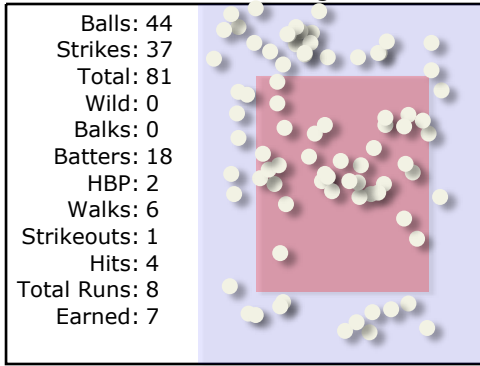 Balls: 44
Strikes: 37
Total: 81
Wild: 0
Balks: 0
Batters: 18
HBP: 2
Walks: 6
Strikeouts: 1
Hits: 4
Total Runs: 8
Earned: 7